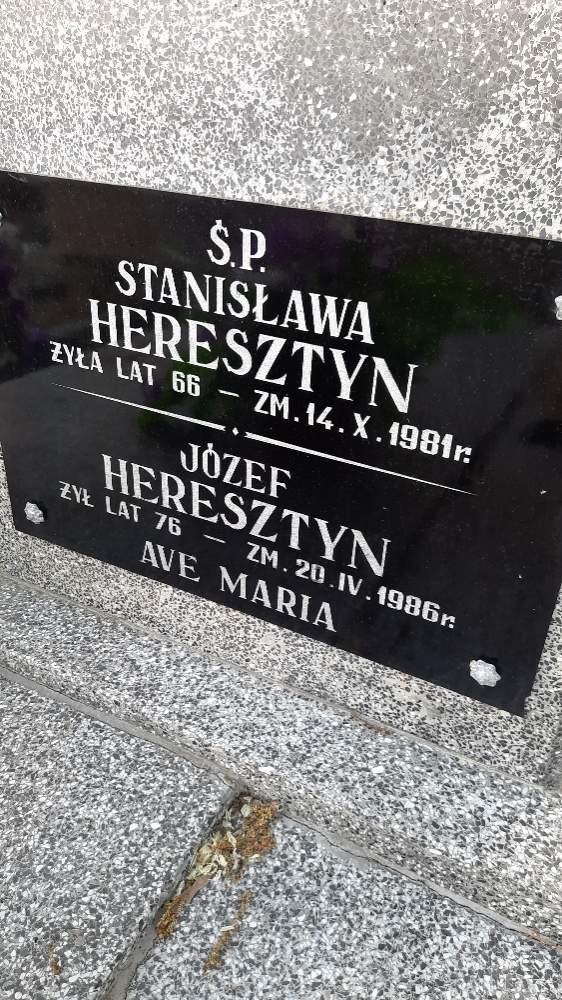 Ś.P.
STANISŁAWA
HERESZTYN
ŻYŁA LAT 66 – ZM. 14. X. 1981r.
JÓZEF
HERESZTYN
ŻYŁ LAT 76 – ZM. 20. IV. 1986r.
AVE MARIA